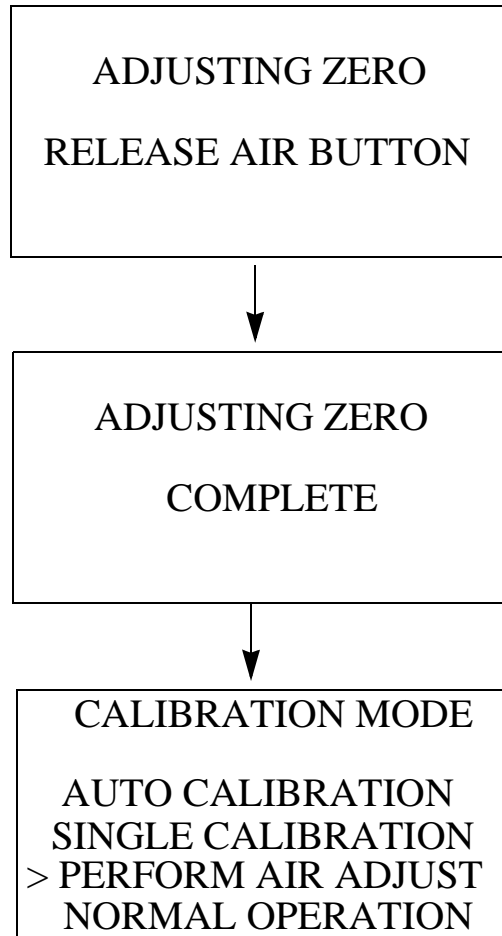 ADJUSTING ZERO
RELEASE AIR BUTTON
ADJUSTING ZERO
COMPLETE
CALIBRATION MODE
AUTO CALIBRATION
SINGLE CALIBRATION
> PERFORM AIR ADJUST
NORMAL OPERATION